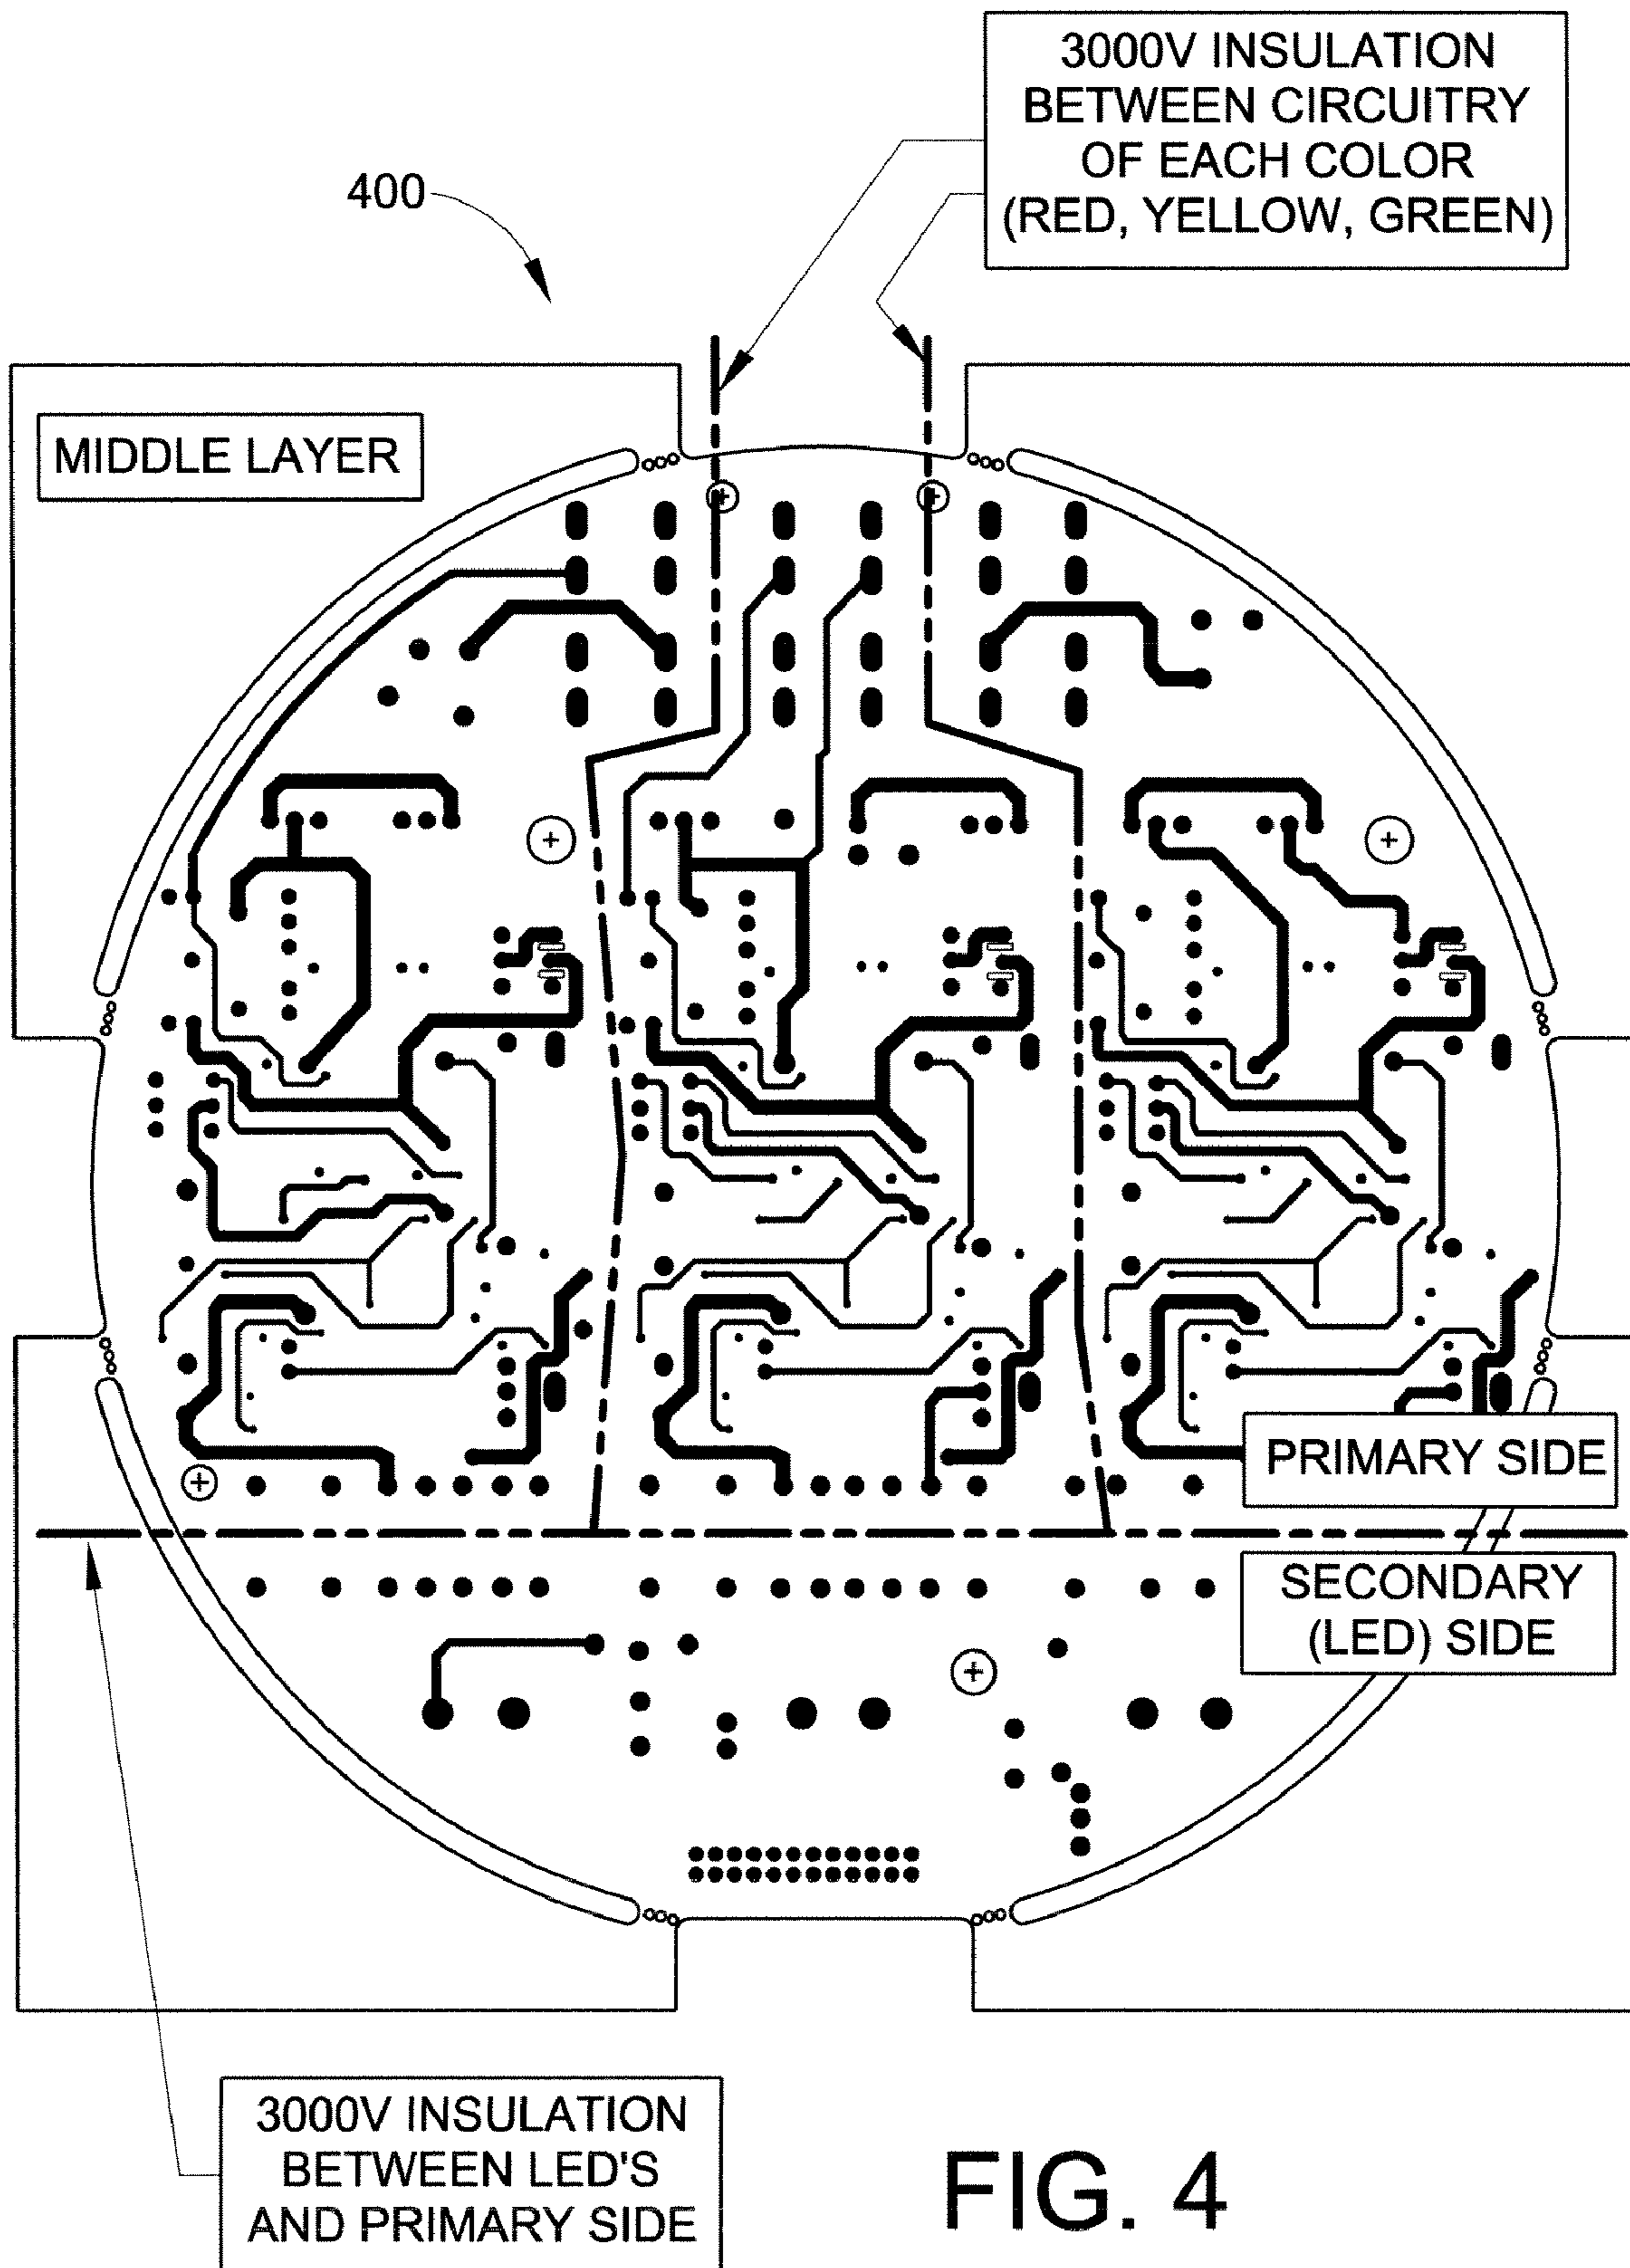 3000V INSULATION
BETWEEN CIRCUITRY
OF EACH COLOR
(RED, YELLOW, GREEN)
400
MIDDLE LAYER
PRIMARY SIDE
SECONDARY
(LED) SIDE
3000V INSULATION
BETWEEN LED'S
AND PRIMARY SIDE
FIG. 4